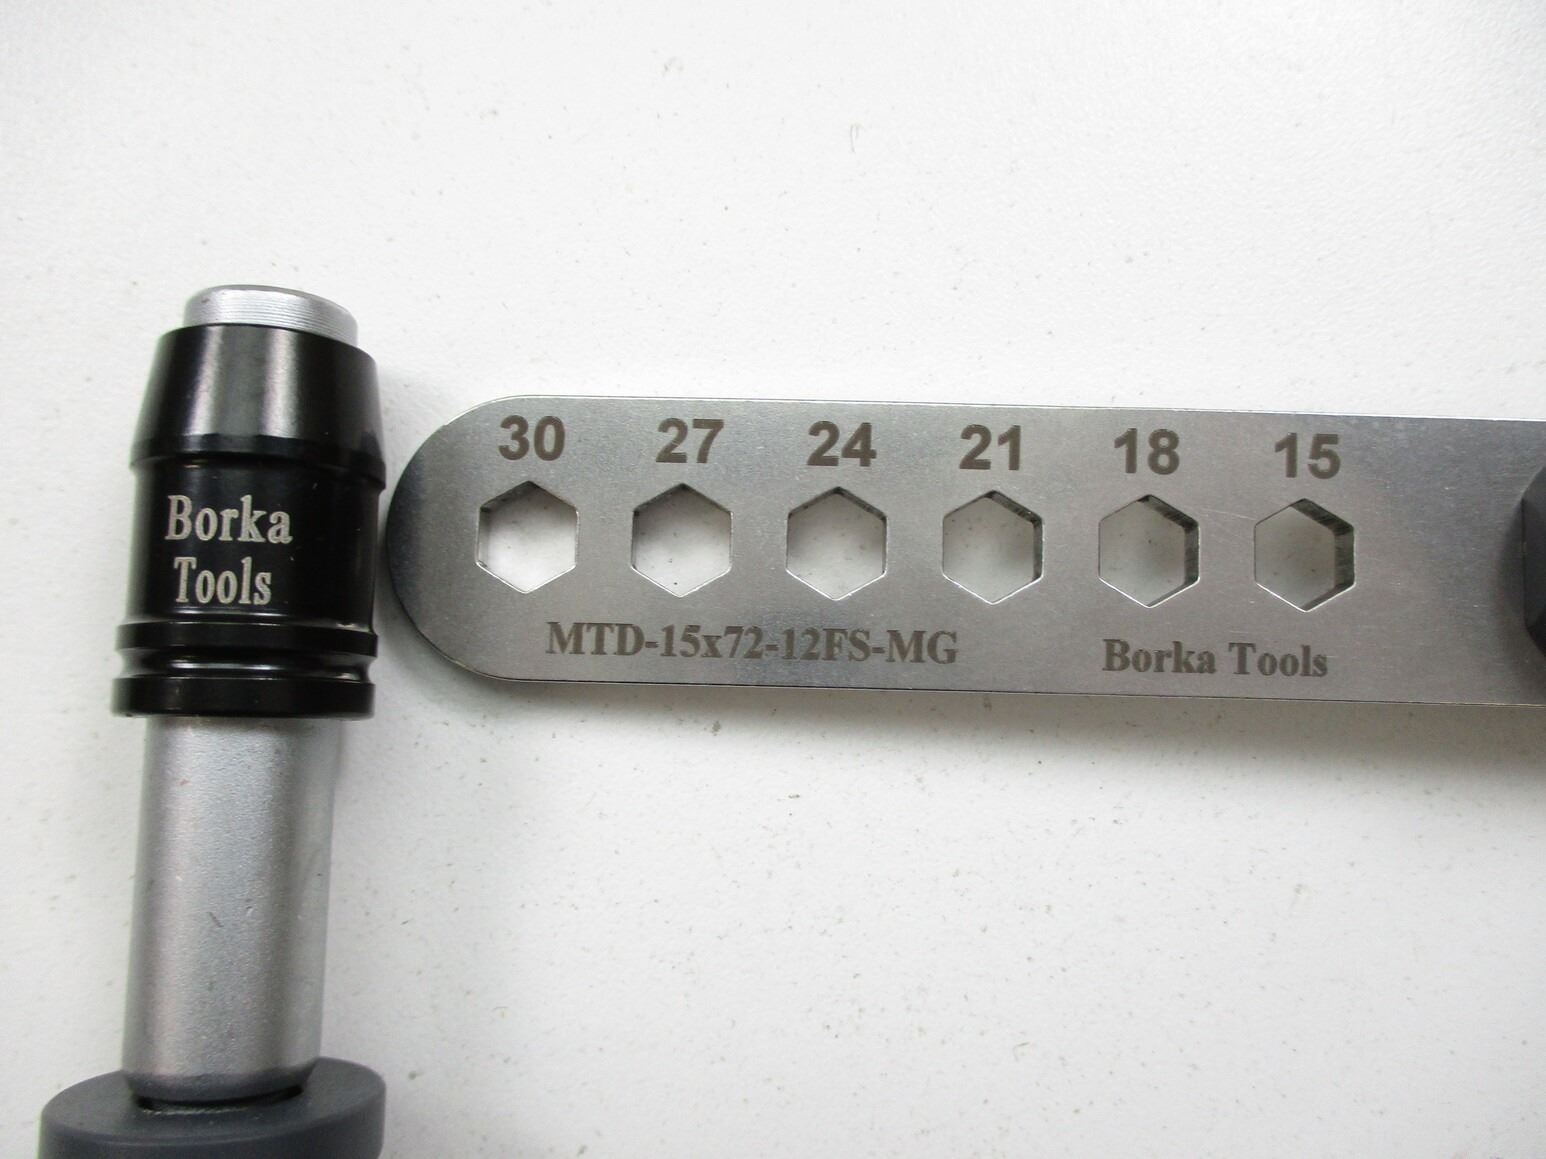 Borka
Tools
30 27 24 21 18 15
MTD-15x72-12FS-MG
Borka Tools